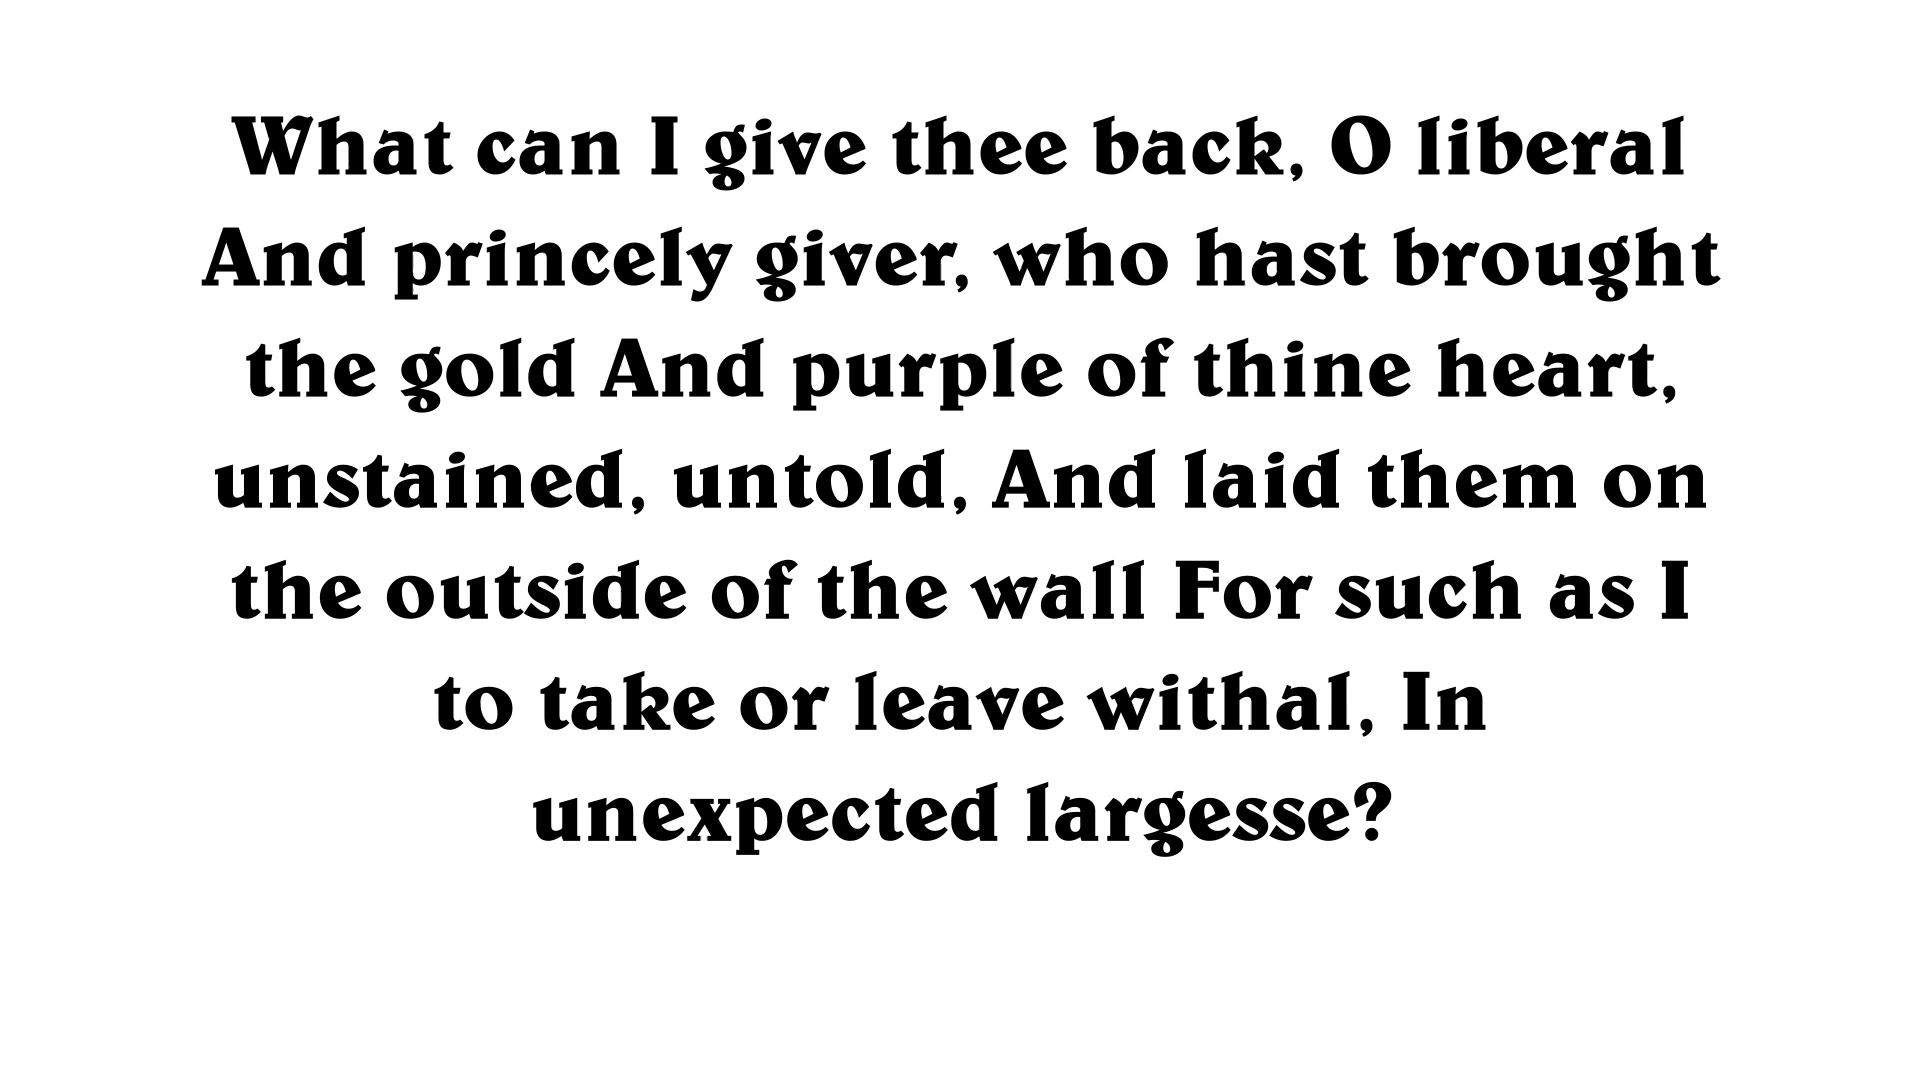 What can I give thee back, O liberal
And princely giver, who hast brought
the gold And purple of thine heart,
unstained, untold, And laid them on
the outside of the wall For such as I
to take or leave withal, In
unexpected largesse?